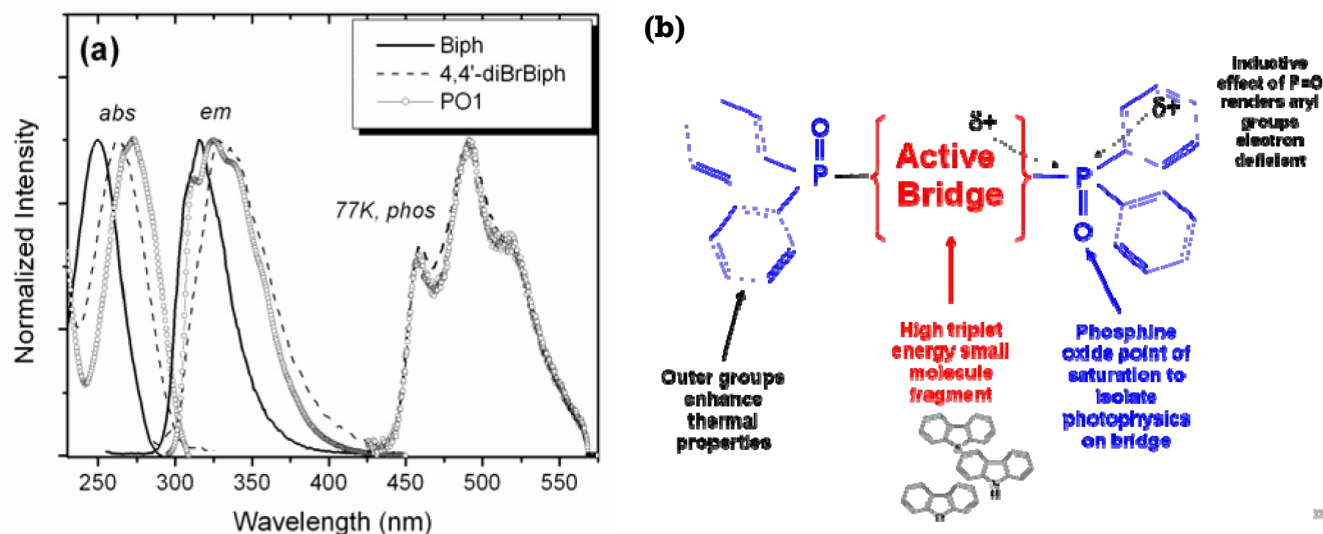 (a)
Biph
4,4'-diBrBiph
PO1
abs
em
77K, phos
Normalized Intensity
250 300 350 400 450 500 550
Wavelength (nm)
(b)
Inductive
effect of P=O
renders aryl
groups
electron
deficient
δ+
δ+
O
O
P
P
Active
Bridge
Outer groups
enhance
thermal
properties
High triplet
energy small
molecule
fragment
Phosphine
oxide point of
saturation to
isolate
photophysics
on bridge